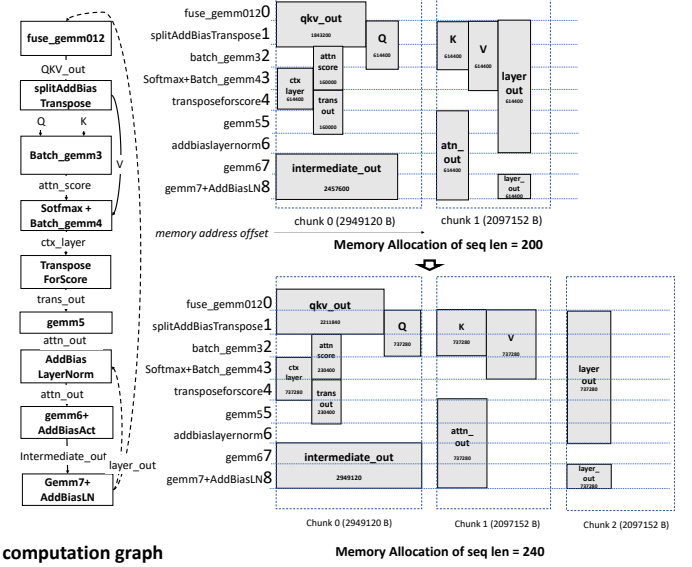 fuse_gemm012
QKV_out
splitAddBias
Transpose
Q
K
Batch_gemm3
V
attn_score
Sotfmax +
Batch_gemm4
ctx_layer
Transpose
ForScore
trans_out
gemm5
attn_out
AddBias
LayerNorm
attn_out
gemm6+
AddBiasAct
Intermediate_out
layer_out
Gemm7+
AddBiasLN
computation graph
fuse_gemm012 0
splitAddBiasTranspose 1
batch_gemm3 2
Softmax+Batch_gemm4 3
transposeforscore 4
gemm5 5
addbiaslayernorm 6
gemm6 7
gemm7+AddBiasLN 8
qkv_out
1843200
Q
614400
attn
score
160000
ctx
layer
614400
trans
out
160000
intermediate_out
2457600
K
614400
V
614400
layer
out
614400
atn_
out
614400
layer_
out
614400
chunk 0 (2949120 B)
chunk 1 (2097152 B)
memory address offset
Memory Allocation of seq len = 200
fuse_gemm012 0
splitAddBiasTranspose 1
batch_gemm3 2
Softmax+Batch_gemm4 3
transposeforscore 4
gemm5 5
addbiaslayernorm 6
gemm6 7
gemm7+AddBiasLN 8
qkv_out
2211840
Q
737280
attn
score
230400
ctx
layer
737280
trans
out
230400
intermediate_out
2949120
K
737280
V
737280
attn_
out
737280
layer
out
737280
layer_
out
737280
Chunk 0 (2949120 B)
Chunk 1 (2097152 B)
Chunk 2 (2097152 B)
Memory Allocation of seq len = 240